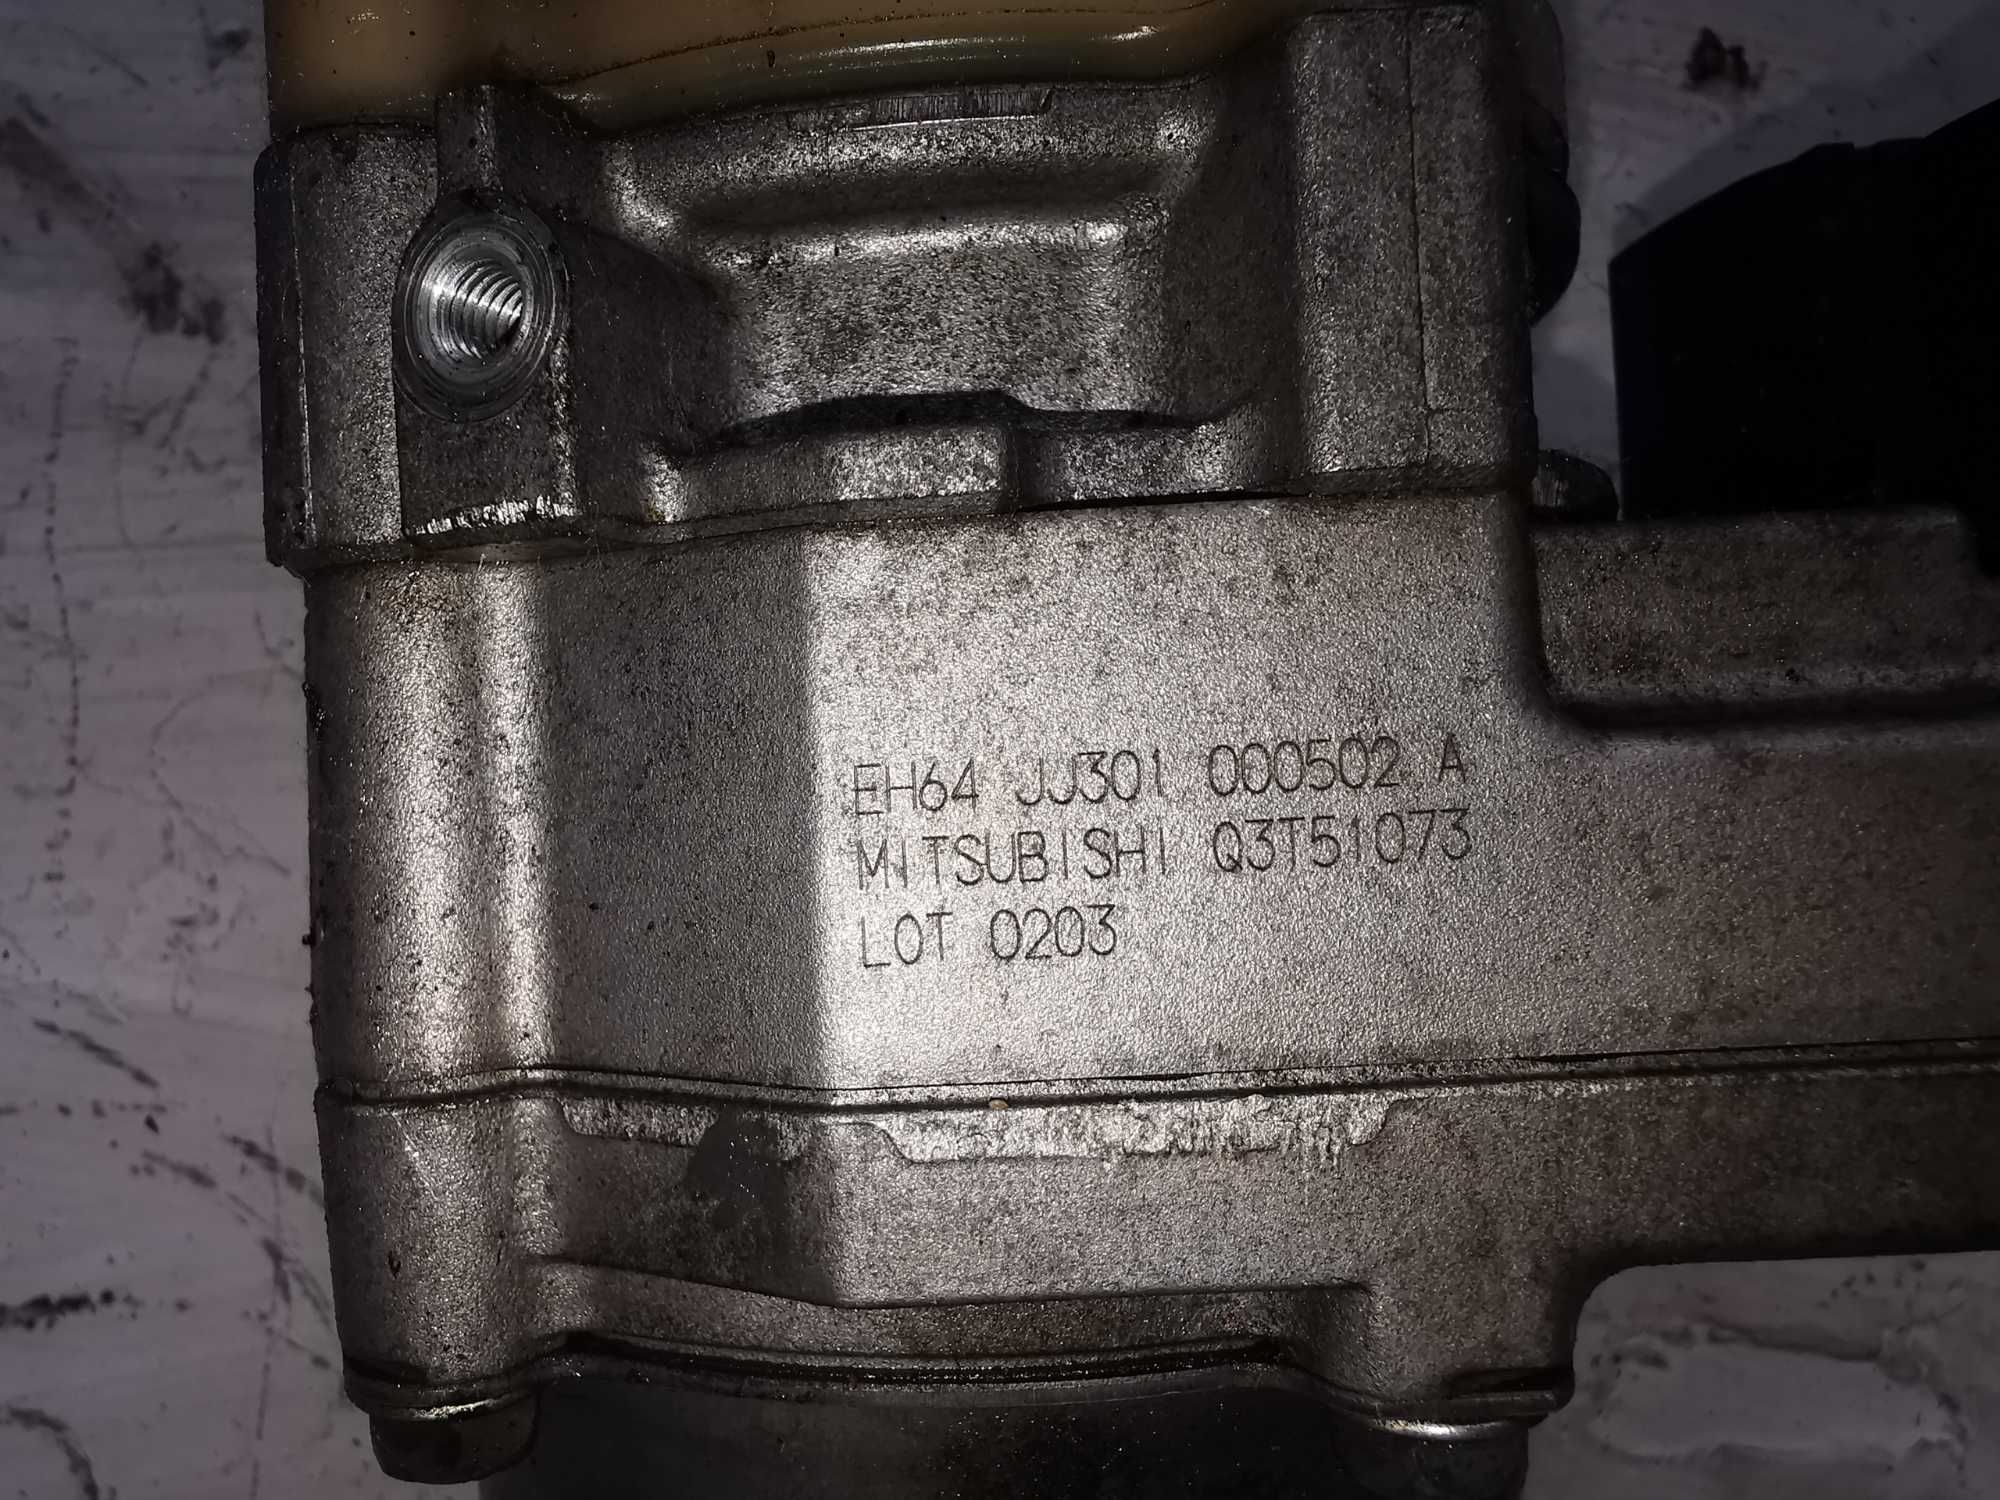 EH64 JJ301 000502 A
MITSUBISHI Q3T51073
LOT 0203